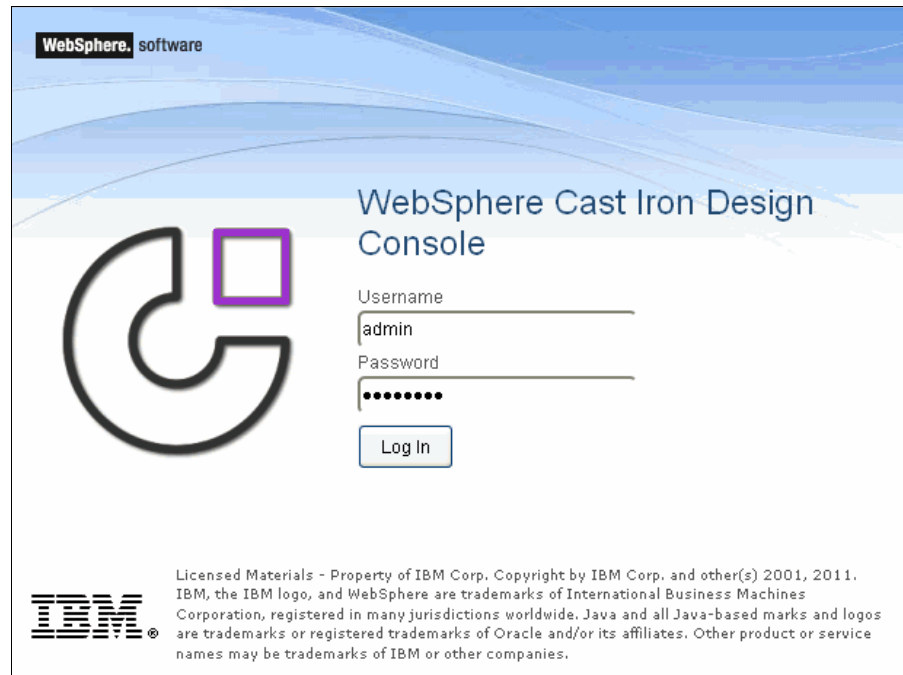 WebSphere. software
WebSphere Cast Iron Design
Console
Username
admin
Password
••••••••
Log In
Licensed Materials - Property of IBM Corp. Copyright by IBM Corp. and other(s) 2001, 2011.
IBM, the IBM logo, and WebSphere are trademarks of International Business Machines
Corporation, registered in many jurisdictions worldwide. Java and all Java-based marks and logos
are trademarks or registered trademarks of Oracle and/or its affiliates. Other product or service
names may be trademarks of IBM or other companies.
IBM®